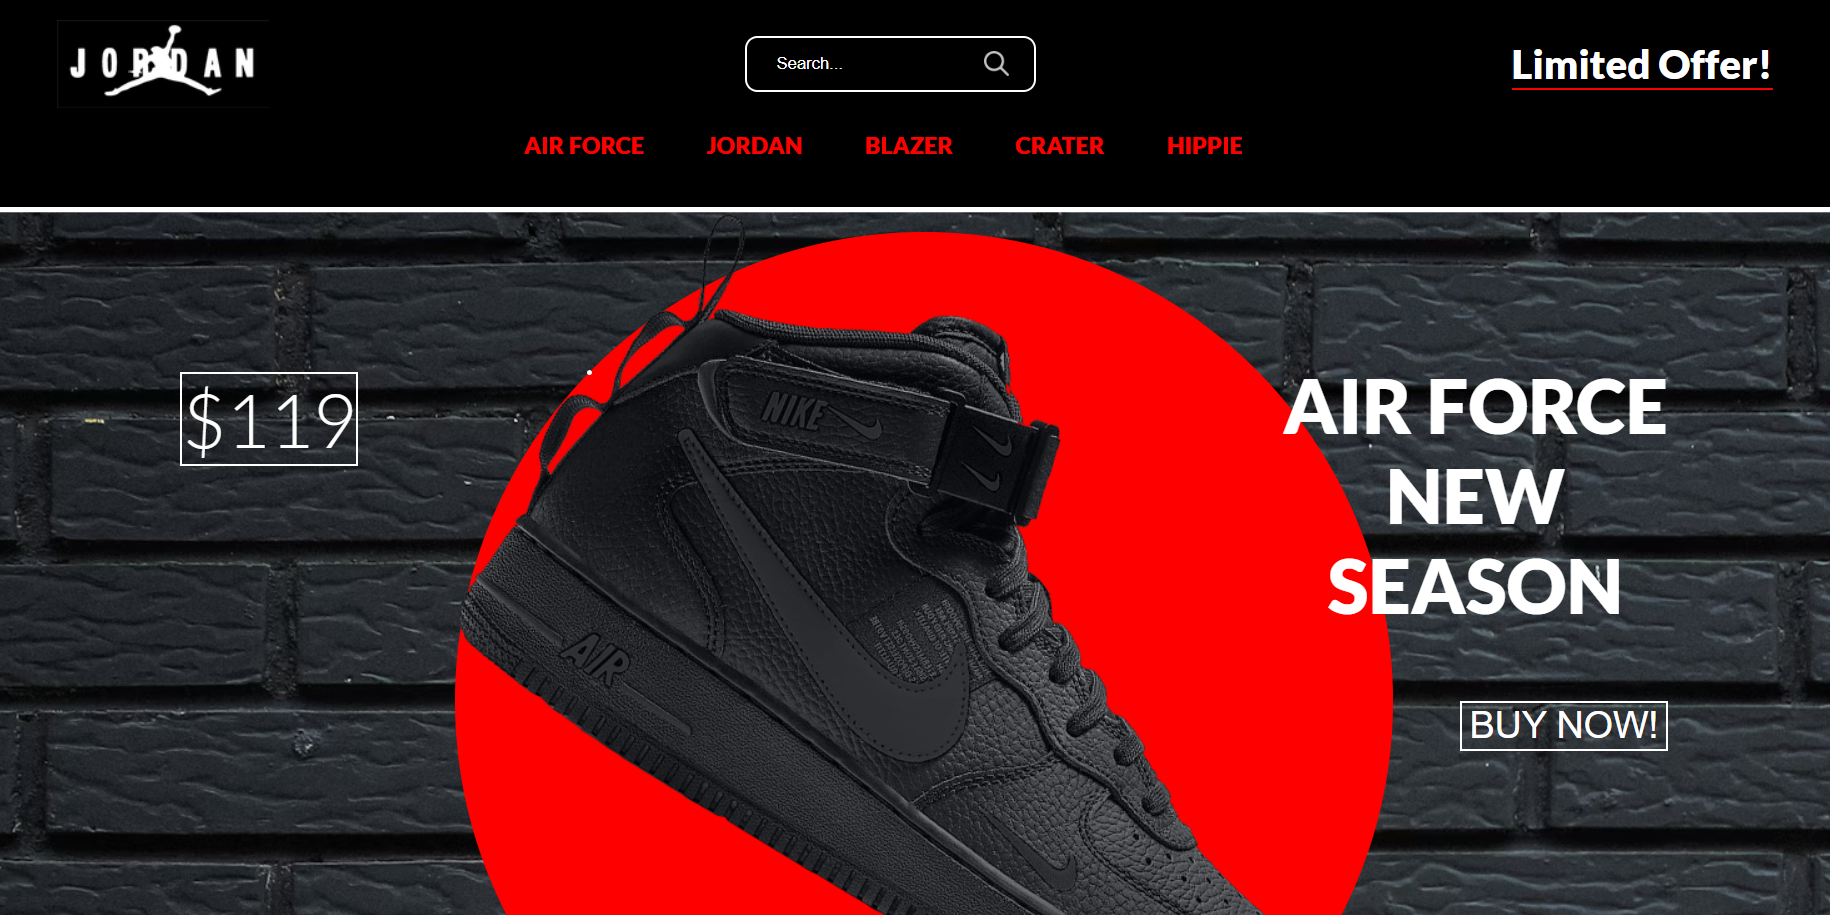 JORDAN
Search...
Limited Offer!
AIR FORCE JORDAN BLAZER CRATER HIPPIE
$119
NIKE
AIR
AIR FORCE
NEW
SEASON
BUY NOW!